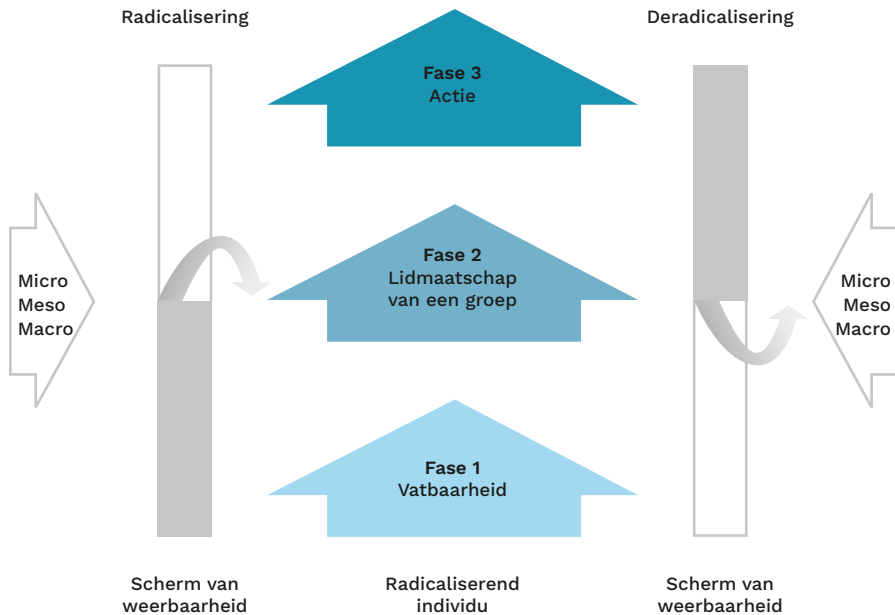 Radicalisering
Deradicalisering
Fase 3
Actie
Micro
Meso
Macro
Fase 2
Lidmaatschap
van een groep
Micro
Meso
Macro
Fase 1
Vatbaarheid
Scherm van
weerbaarheid
Radicaliserend
individu
Scherm van
weerbaarheid